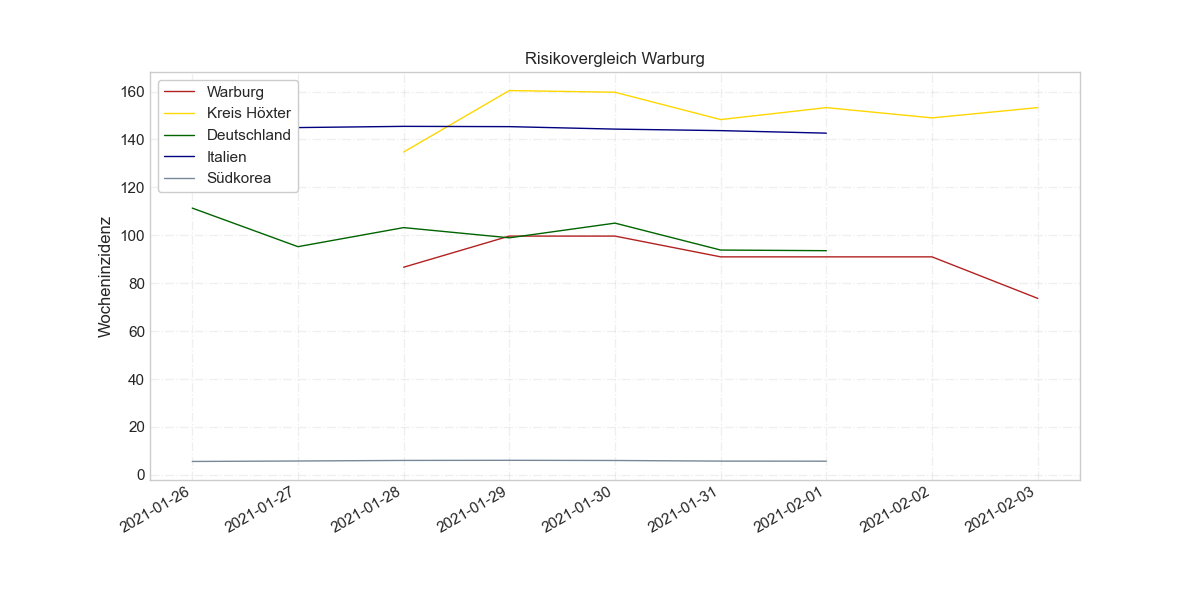 Risikovergleich Warburg
Warburg
Kreis Höxter
Deutschland
Italien
Südkorea
Wocheninzidenz
160
140
120
100
80
60
40
20
0
2021-01-26
2021-01-27
2021-01-28
2021-01-29
2021-01-30
2021-01-31
2021-02-01
2021-02-02
2021-02-03